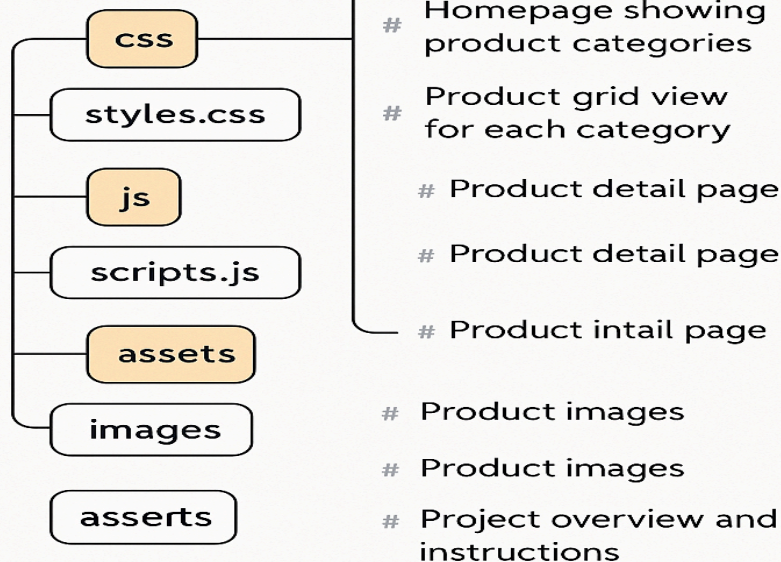 css
styles.css
js
scripts.js
assets
images
asserts
# Homepage showing
product categories
# Product grid view
for each category
# Product detail page
# Product detail page
# Product intail page
# Product images
# Product images
# Project overview and
instructions